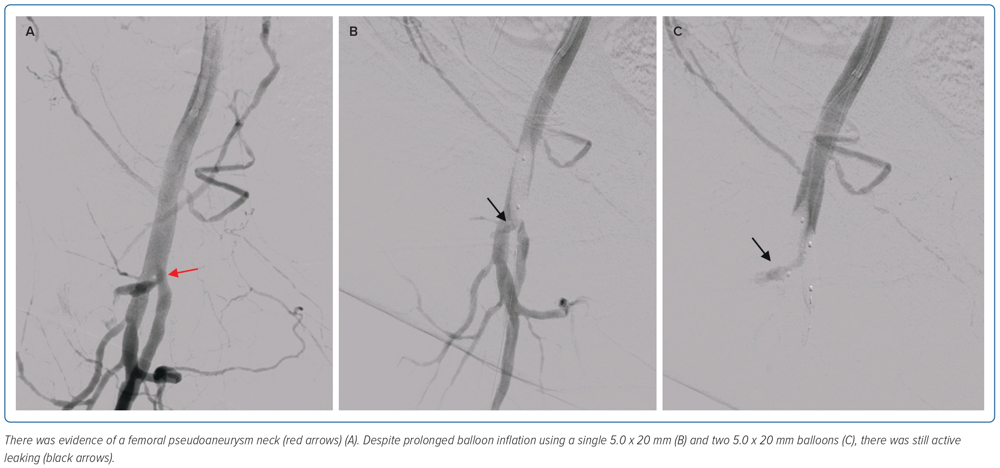 A
B
C
There was evidence of a femoral pseudoaneurysm neck (red arrows) (A). Despite prolonged balloon inflation using a single 5.0 x 20 mm (B) and two 5.0 x 20 mm balloons (C), there was still active
leaking (black arrows).